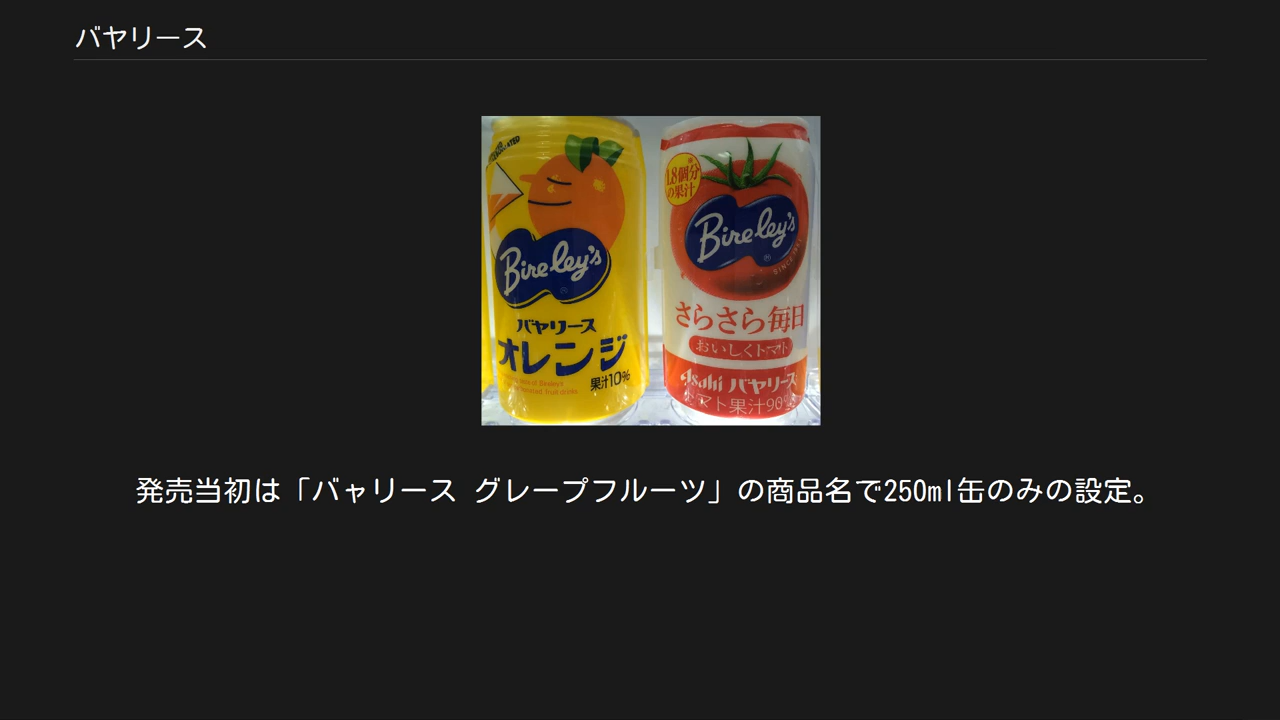 バヤリース
Bireley's
バヤリース
オレンジ
果汁10%
1.8個分
の果汁
Bireley's
さらさら毎日
おいしくトマト
Asahi バヤリース
トマト果汁90%
発売当初は「バャリース グレープフルーツ」の商品名で250ml缶のみの設定。